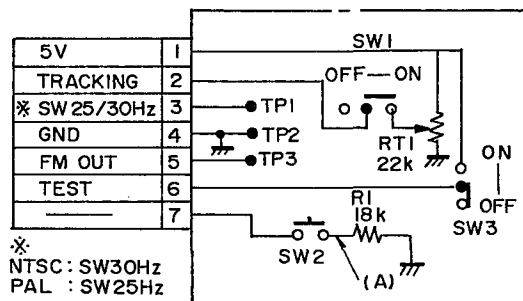 5V 1
TRACKING 2
※ SW25/30Hz 3
GND 4
FM OUT 5
TEST 6
7
TP1
TP2
TP3
SW1
OFF—ON
RT1
22k
ON
OFF
SW3
R1
18k
SW2
(A)
※
NTSC : SW30Hz
PAL : SW25Hz